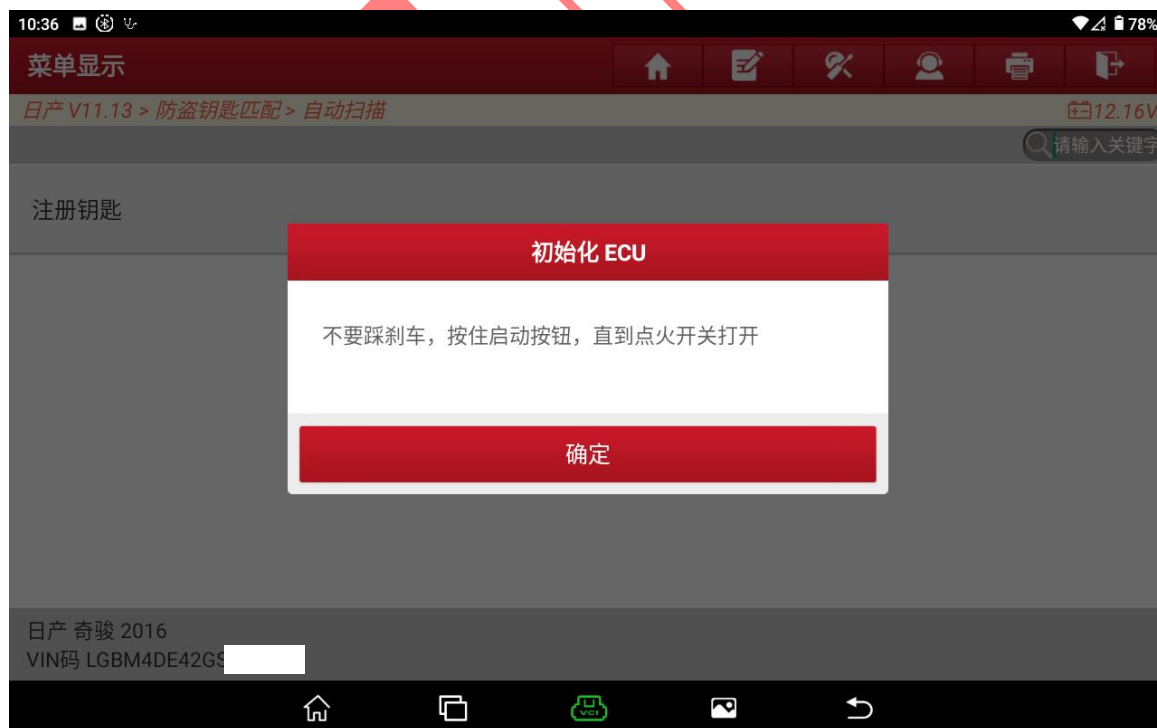 10:36
78%
菜单显示
日产 V11.13 > 防盗钥匙匹配 > 自动扫描
12.16V
请输入关键字
注册钥匙
初始化 ECU
不要踩刹车，按住启动按钮，直到点火开关打开
确定
日产 奇骏 2016
VIN码 LGBM4DE42GS
VCI